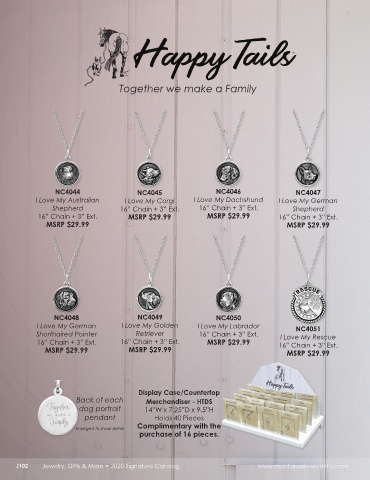 Happy Tails
Together we make a Family
NC4044
I Love My Australian
Shepherd
16" Chain + 3" Ext.
MSRP $29.99
NC4045
I Love My Corgi
16" Chain + 3" Ext.
MSRP $29.99
NC4046
I Love My Dachshund
16" Chain + 3" Ext.
MSRP $29.99
NC4047
I Love My German
Shepherd
16" Chain + 3" Ext.
MSRP $29.99
NC4048
I Love My German
Shorthaired Pointer
16" Chain + 3" Ext.
MSRP $29.99
NC4049
I Love My Golden
Retriever
16" Chain + 3" Ext.
MSRP $29.99
NC4050
I Love My Labrador
16" Chain + 3" Ext.
MSRP $29.99
RESCUE
NC4051
I Love My Rescue
16" Chain + 3" Ext.
MSRP $29.99
Together
we make a
Family
Back of each
dog portrait
pendant
Enlarged to show detail
Display Case/Countertop
Merchandiser - HTDS
14"W x 7.25"D x 9.5"H
Holds 40 Pieces
Complimentary with the
purchase of 16 pieces.
Happy Tails
J102 Jewelry, Gifts & More • 2020 Signature Catalog